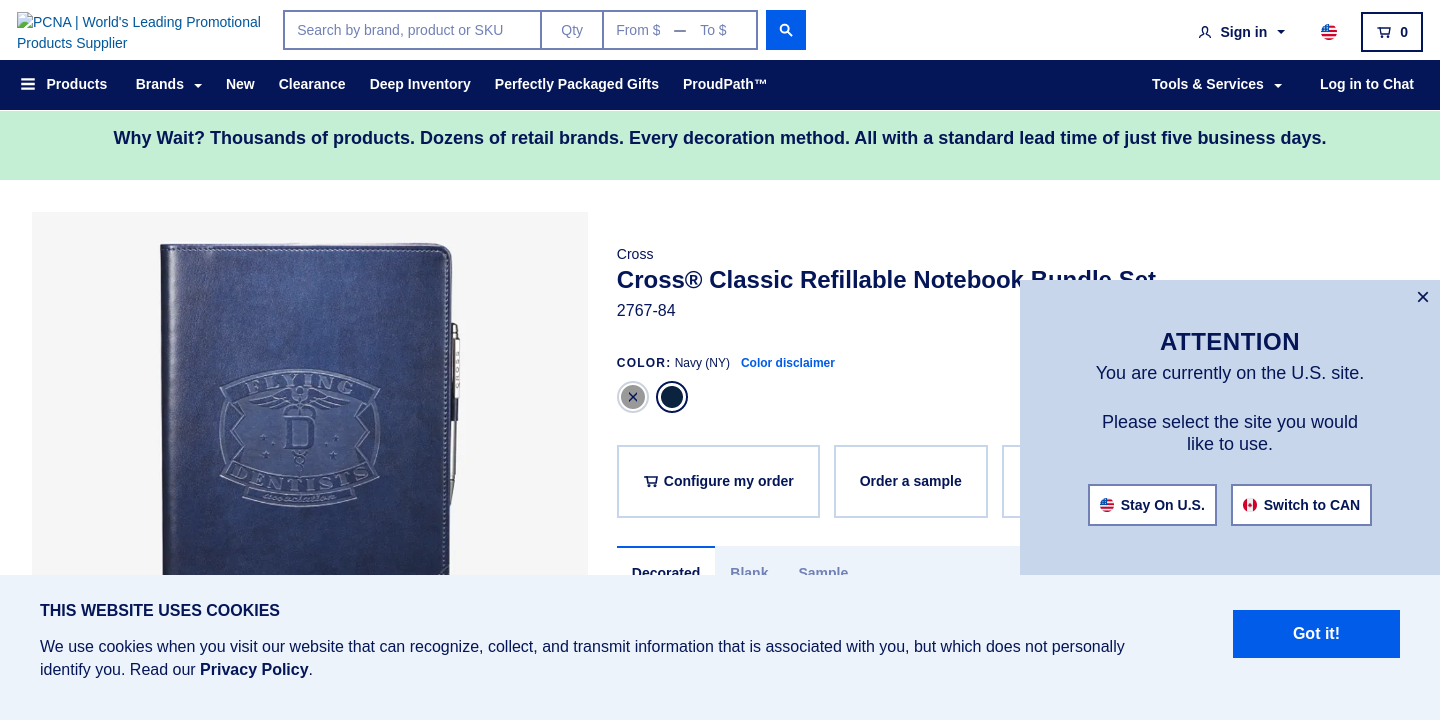 PCNA | World's Leading Promotional
Products Supplier
Search by brand, product or SKU
Qty
From $ — To $
Sign in
0
Products
Brands
New
Clearance
Deep Inventory
Perfectly Packaged Gifts
ProudPath™
Tools & Services
Log in to Chat
Why Wait? Thousands of products. Dozens of retail brands. Every decoration method. All with a standard lead time of just five business days.
FLYING
D
DENTISTS
association
CROSS
Cross
Cross® Classic Refillable Notebook Bundle Set
2767-84
COLOR: Navy (NY) Color disclaimer
Configure my order
Order a sample
Decorated
Blank
Sample
×
ATTENTION
You are currently on the U.S. site.
Please select the site you would
like to use.
Stay On U.S.
Switch to CAN
THIS WEBSITE USES COOKIES
We use cookies when you visit our website that can recognize, collect, and transmit information that is associated with you, but which does not personally
identify you. Read our Privacy Policy.
Got it!